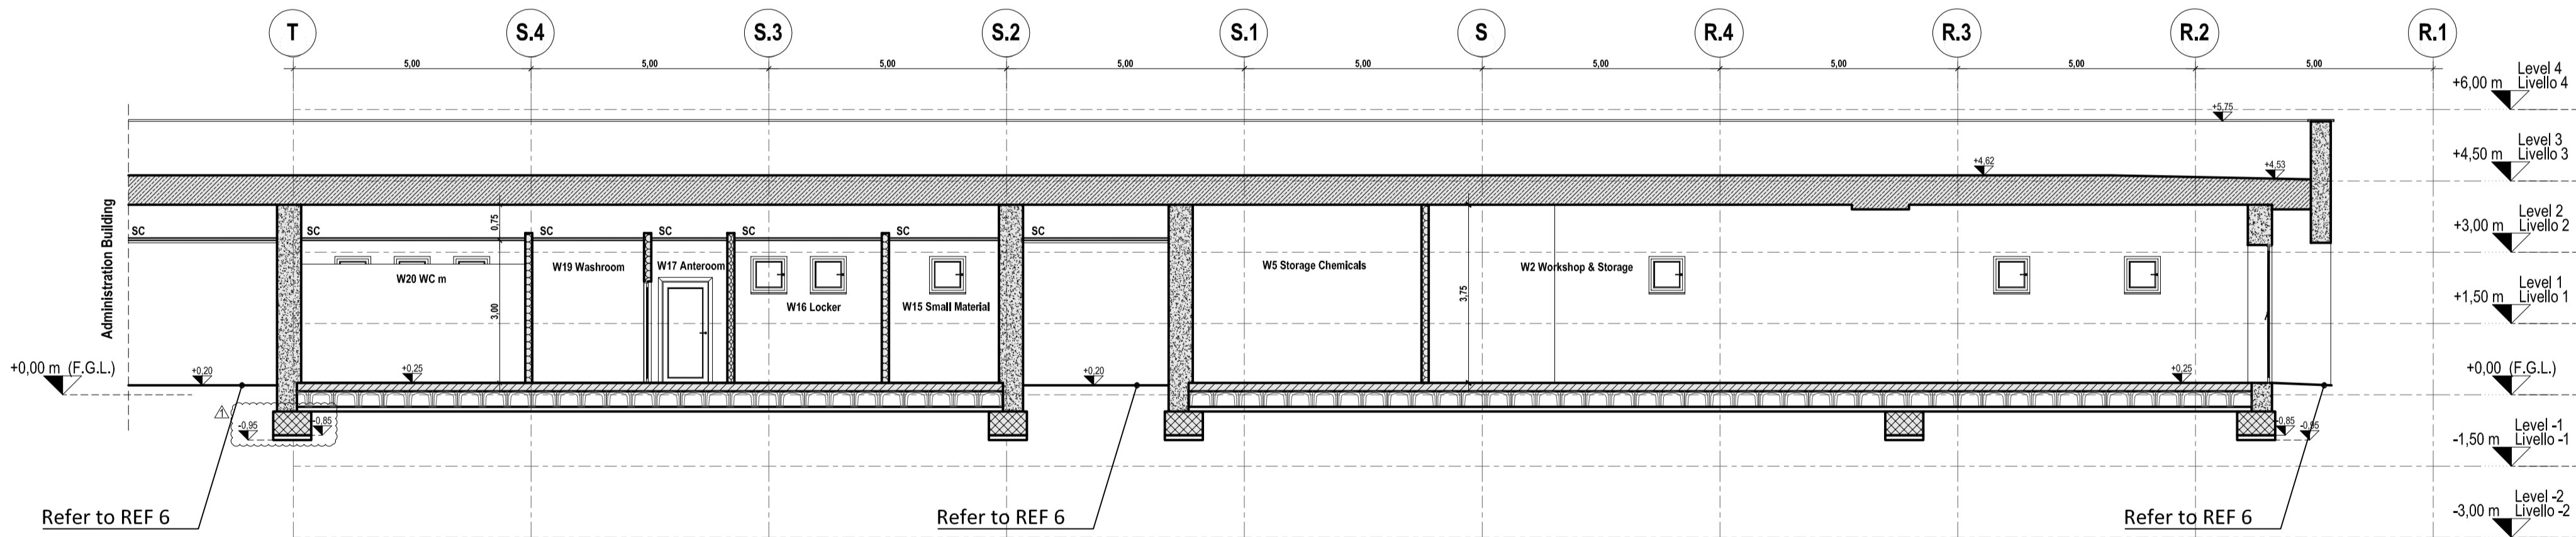 T S.4 S.3 S.2 S.1 S R.4 R.3 R.2 R.1
5,00 5,00 5,00 5,00 5,00 5,00 5,00 5,00 5,00
Level 4
+6,00 m Livello 4
+5,75
Level 3
+4,50 m Livello 3
+4,62
+4,53
Level 2
+3,00 m Livello 2
Administration Building
SC SC SC SC SC SC SC
0,75
W20 WC m
W19 Washroom
W17 Anteroom
W16 Locker
W15 Small Material
W5 Storage Chemicals
W2 Workshop & Storage
3,00
3,75
Level 1
+1,50 m Livello 1
+0,00 m (F.G.L.)
+0,20
+0,25
+0,20
+0,25
+0,00 (F.G.L.)
1
-0,95
-0,85
-0,85
-0,95
Level -1
-1,50 m Livello -1
Refer to REF 6
Refer to REF 6
Refer to REF 6
Level -2
-3,00 m Livello -2